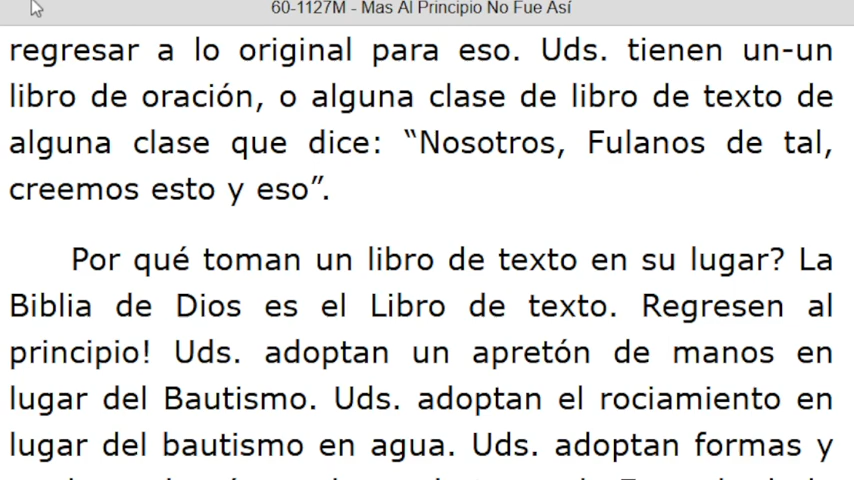 60-1127M - Mas Al Principio No Fue Así
regresar a lo original para eso. Uds. tienen un-un
libro de oración, o alguna clase de libro de texto de
alguna clase que dice: “Nosotros, Fulanos de tal,
creemos esto y eso”.
Por qué toman un libro de texto en su lugar? La
Biblia de Dios es el Libro de texto. Regresen al
principio! Uds. adoptan un apretón de manos en
lugar del Bautismo. Uds. adoptan el rociamiento en
lugar del bautismo en agua. Uds. adoptan formas y